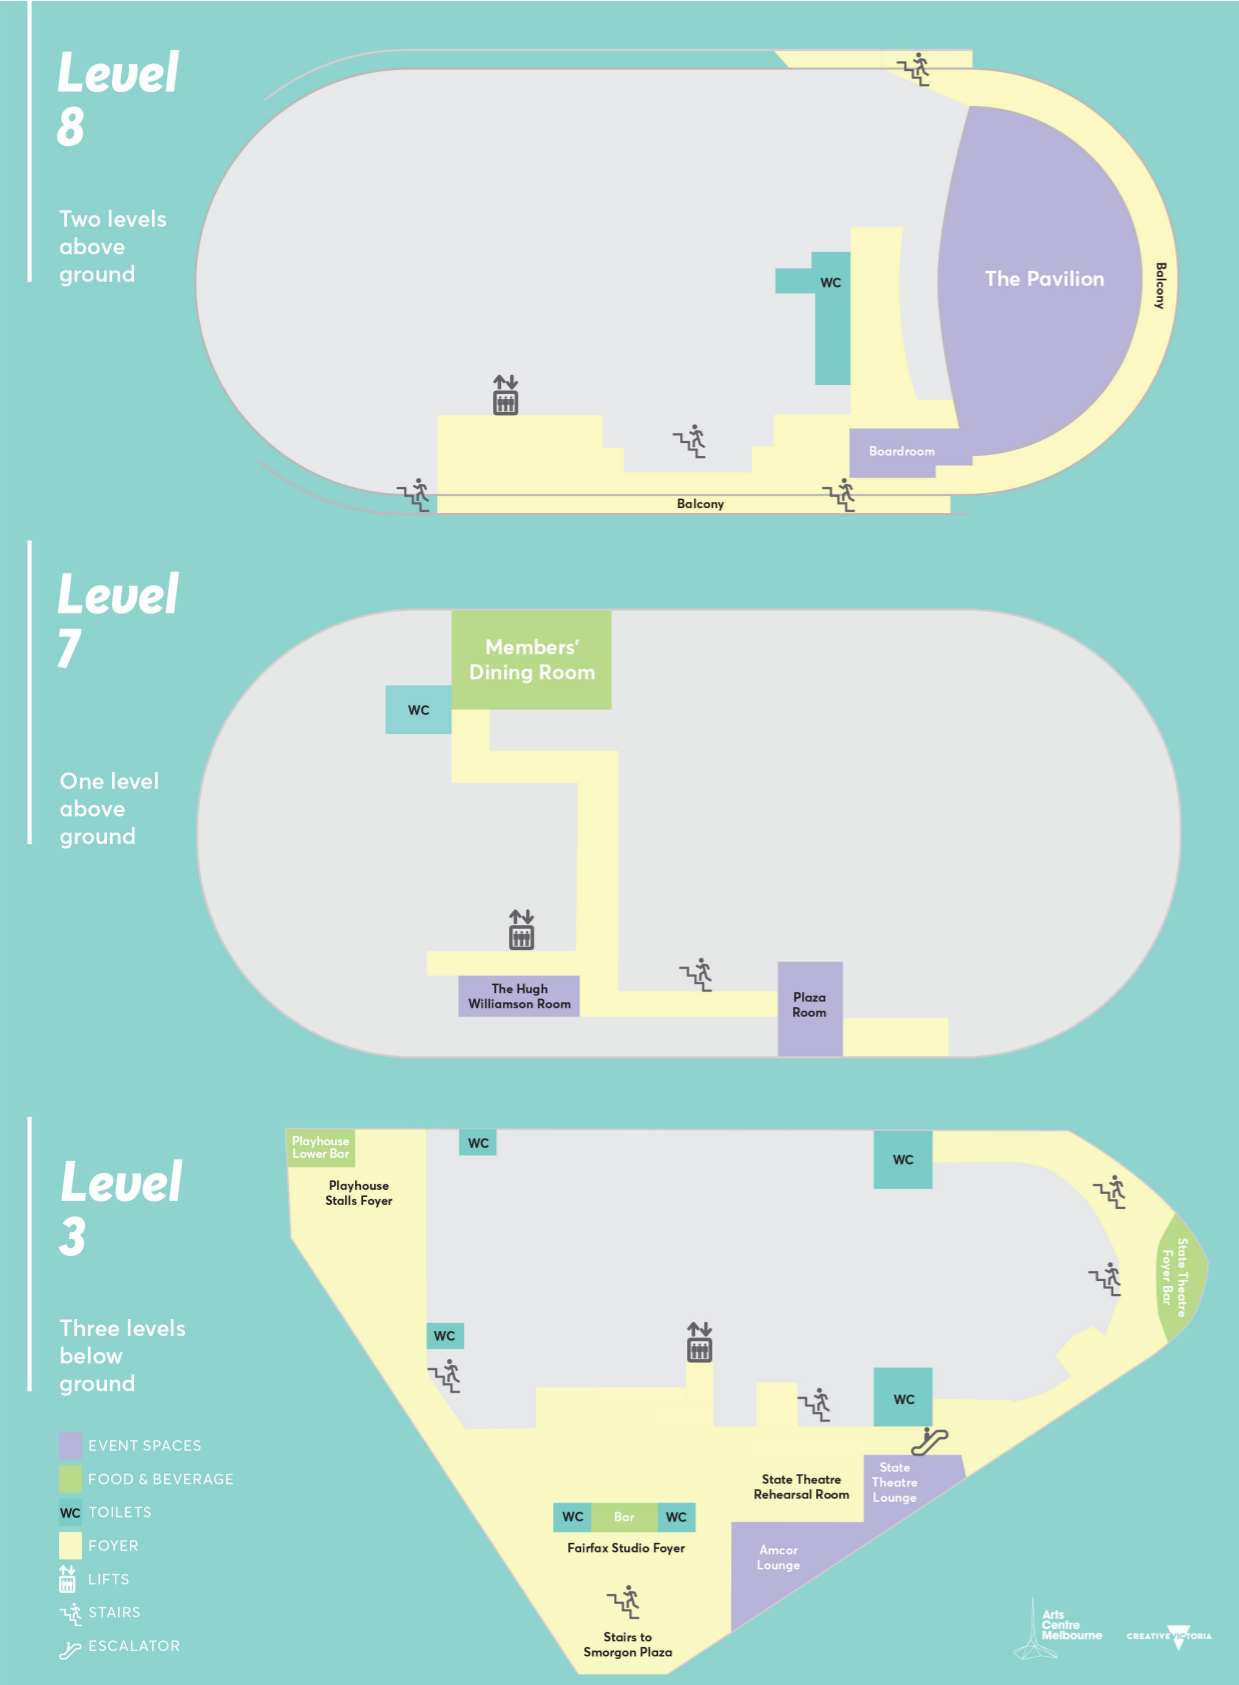 Level
8
Two levels
above
ground
The Pavilion
Balcony
WC
Boardroom
Balcony
Level
7
One level
above
ground
Members'
Dining Room
WC
The Hugh
Williamson Room
Plaza
Room
Level
3
Three levels
below
ground
Playhouse
Lower Bar
Playhouse
Stalls Foyer
WC
WC
State Theatre
Foyer Bar
WC
WC
State Theatre
Rehearsal Room
State
Theatre
Lounge
WC
Bar
WC
Fairfax Studio Foyer
Amcor
Lounge
Stairs to
Smorgon Plaza
EVENT SPACES
FOOD & BEVERAGE
WC TOILETS
FOYER
LIFTS
STAIRS
ESCALATOR
Arts
Centre
Melbourne
CREATIVE VICTORIA